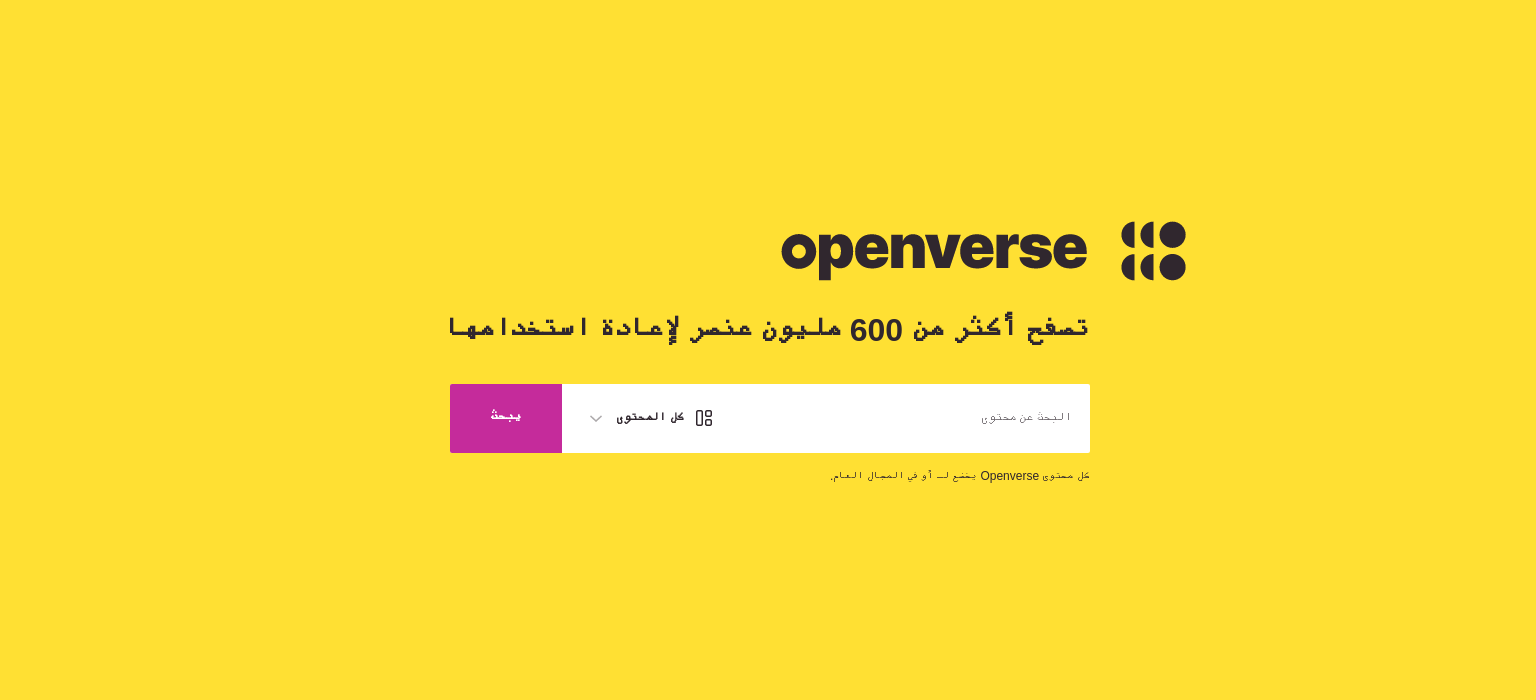 openverse
تصفح أكثر من 600 مليون عنصر لإعادة استخدامها
البحث عن محتوى
كل المحتوى
يبحث
كل محتوى Openverse يخضع لـ أو في المجال العام.